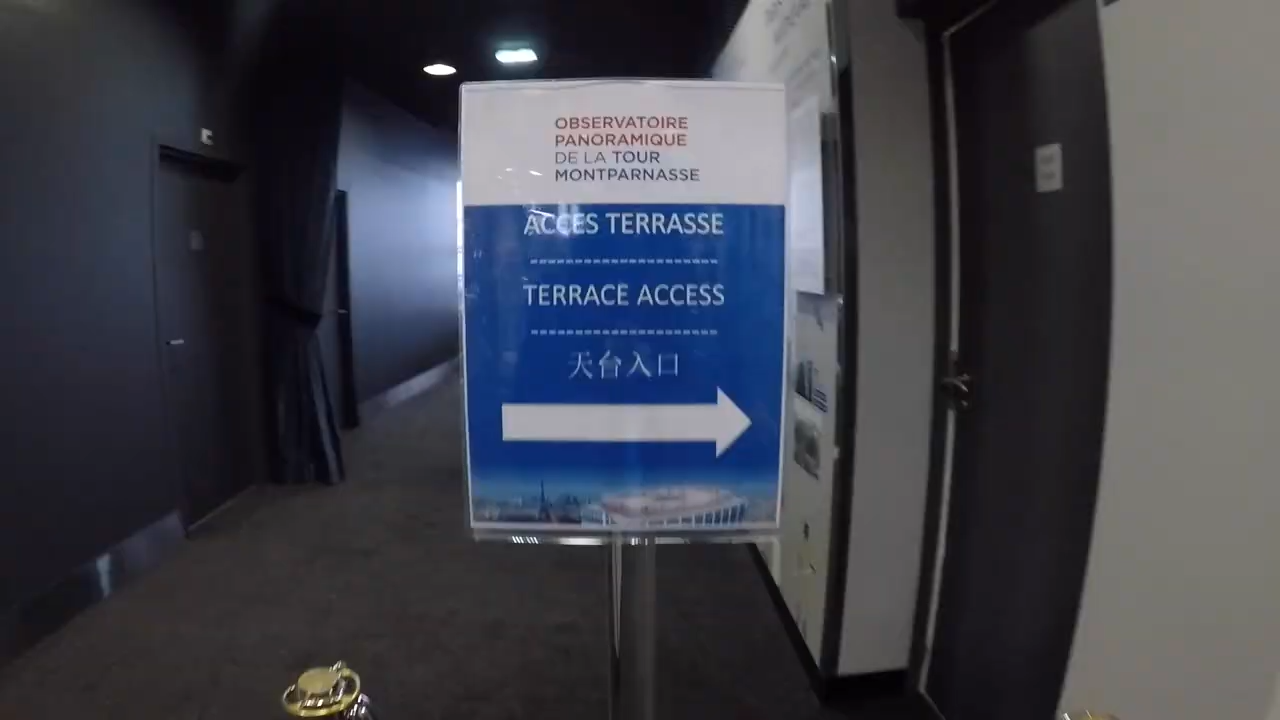 OBSERVATOIRE
PANORAMIQUE
DE LA TOUR
MONTPARNASSE
ACCES TERRASSE
TERRACE ACCESS
天台入口